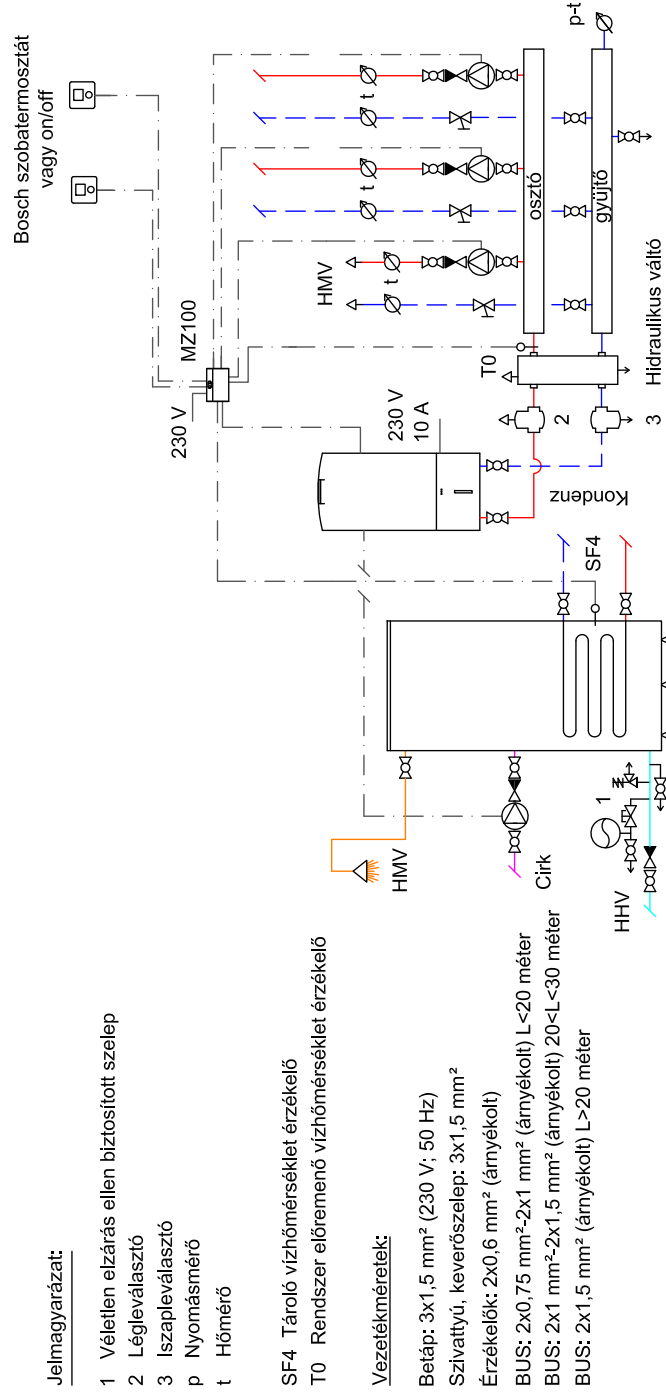 Bosch szobatermosztát
vagy on/off
MZ100
230 V
230 V
10 A
HMV
t
t
t
p-t
osztó
gyűjtő
T0
Hidraulikus váltó
2
3
Kondenz
SF4
HMV
Cirk
1
HHV
Jelmagyarázat:
1 Véletlen elzárás ellen biztosított szelep
2 Légleválasztó
3 Iszapleválasztó
p Nyomásmérő
t Hőmérő
SF4 Tároló vízhőmérséklet érzékelő
T0 Rendszer előremenő vízhőmérséklet érzékelő
Vezetékméretek:
Betáp: 3x1,5 mm² (230 V; 50 Hz)
Szivattyú, keverőszelep: 3x1,5 mm²
Érzékelők: 2x0,6 mm² (árnyékolt)
BUS: 2x0,75 mm²-2x1 mm² (árnyékolt) L<20 méter
BUS: 2x1 mm²-2x1,5 mm² (árnyékolt) 20<L<30 méter
BUS: 2x1,5 mm² (árnyékolt) L>20 méter